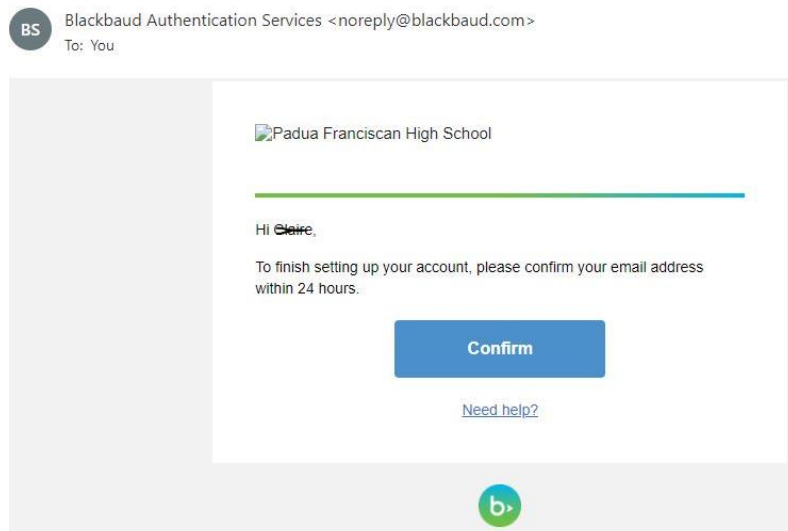 BS
Blackbaud Authentication Services <noreply@blackbaud.com>
To: You
Padua Franciscan High School
Hi Claire,
To finish setting up your account, please confirm your email address
within 24 hours.
Confirm
Need help?
b